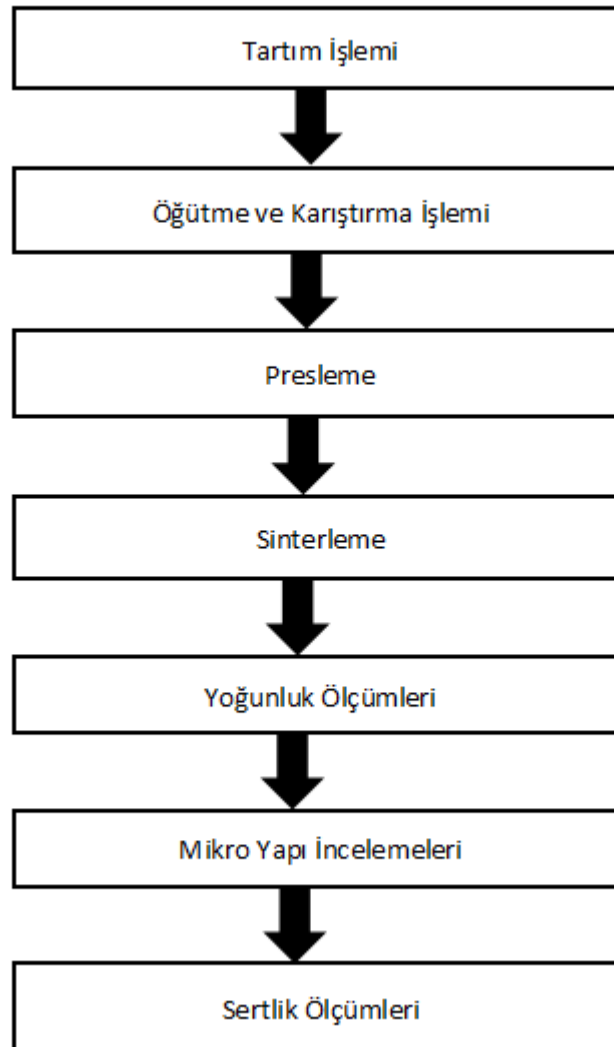 Tartım İşlemi
Öğütme ve Karıştırma İşlemi
Presleme
Sinterleme
Yoğunluk Ölçümleri
Mikro Yapı İncelemeleri
Sertlik Ölçümleri